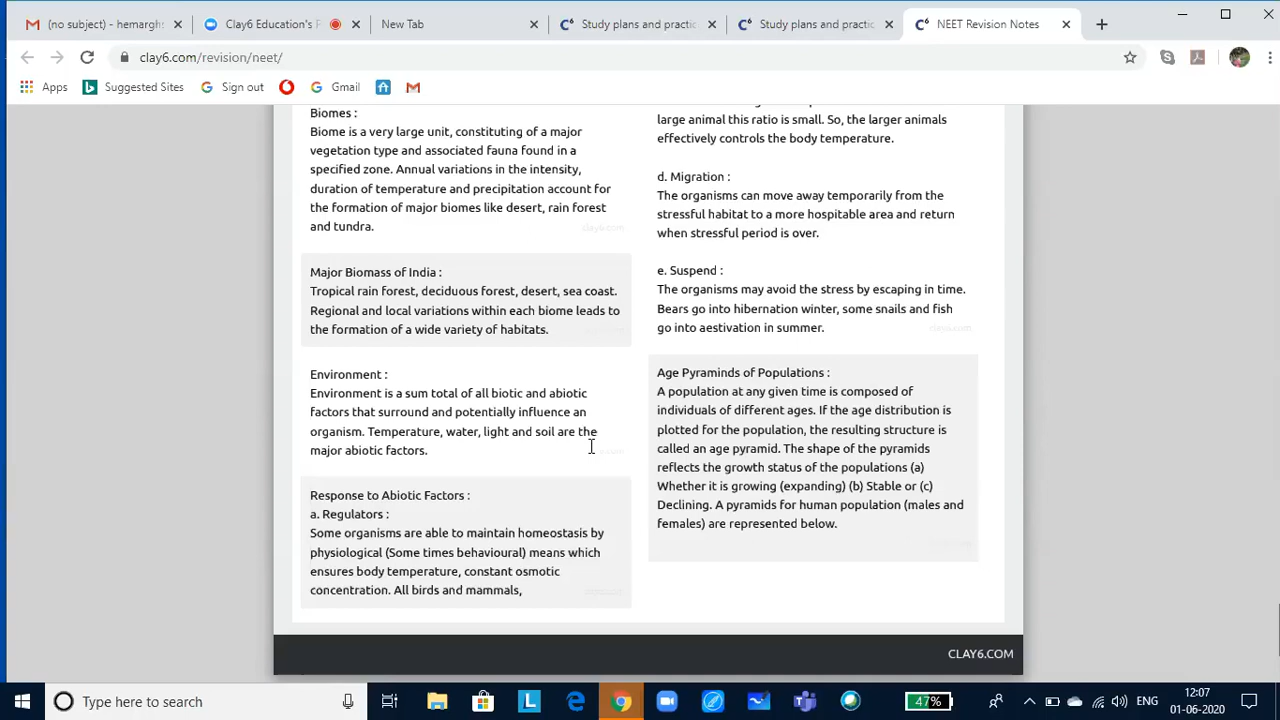 (no subject) - hemargh
Clay6 Education's
New Tab
Study plans and practic
Study plans and practic
NEET Revision Notes
clay6.com/revision/neet/
Apps
Suggested Sites
Sign out
Gmail
Biomes :
Biome is a very large unit, constituting of a major
vegetation type and associated fauna found in a
specified zone. Annual variations in the intensity,
duration of temperature and precipitation account for
the formation of major biomes like desert, rain forest
and tundra.
clay6.com
Major Biomass of India :
Tropical rain forest, deciduous forest, desert, sea coast.
Regional and local variations within each biome leads to
the formation of a wide variety of habitats.
Environment :
Environment is a sum total of all biotic and abiotic
factors that surround and potentially influence an
organism. Temperature, water, light and soil are the
major abiotic factors.
Response to Abiotic Factors :
a. Regulators :
Some organisms are able to maintain homeostasis by
physiological (Some times behavioural) means which
ensures body temperature, constant osmotic
concentration. All birds and mammals,
large animal this ratio is small. So, the larger animals
effectively controls the body temperature.
d. Migration :
The organisms can move away temporarily from the
stressful habitat to a more hospitable area and return
when stressful period is over.
e. Suspend :
The organisms may avoid the stress by escaping in time.
Bears go into hibernation winter, some snails and fish
go into aestivation in summer.
clay6.com
Age Pyraminds of Populations :
A population at any given time is composed of
individuals of different ages. If the age distribution is
plotted for the population, the resulting structure is
called an age pyramid. The shape of the pyramids
reflects the growth status of the populations (a)
Whether it is growing (expanding) (b) Stable or (c)
Declining. A pyramids for human population (males and
females) are represented below.
CLAY6.COM
Type here to search
47%
ENG
12:07
01-06-2020